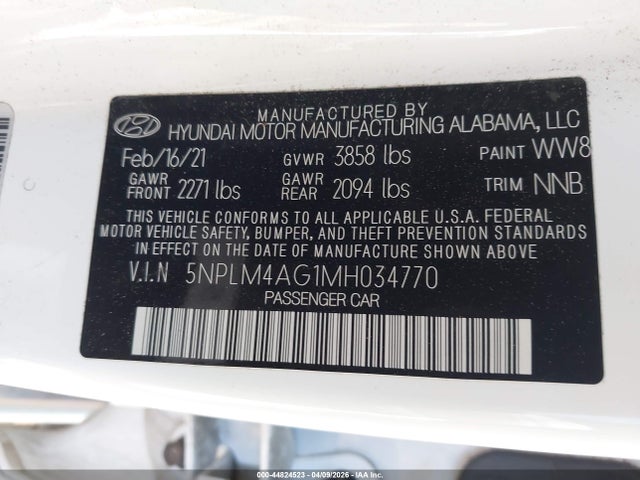 MANUFACTURED BY
HYUNDAI MOTOR MANUFACTURING ALABAMA, LLC
Feb/16/21 GVWR 3858 lbs PAINT WW8
GAWR FRONT 2271 lbs GAWR REAR 2094 lbs TRIM NNB
THIS VEHICLE CONFORMS TO ALL APPLICABLE U.S.A. FEDERAL
MOTOR VEHICLE SAFETY, BUMPER, AND THEFT PREVENTION STANDARDS
IN EFFECT ON THE DATE OF MANUFACTURE SHOWN ABOVE.
V.I.N 5NPLM4AG1MH034770
PASSENGER CAR
000-44824523 - 04/09/2026 - IAAI.COM